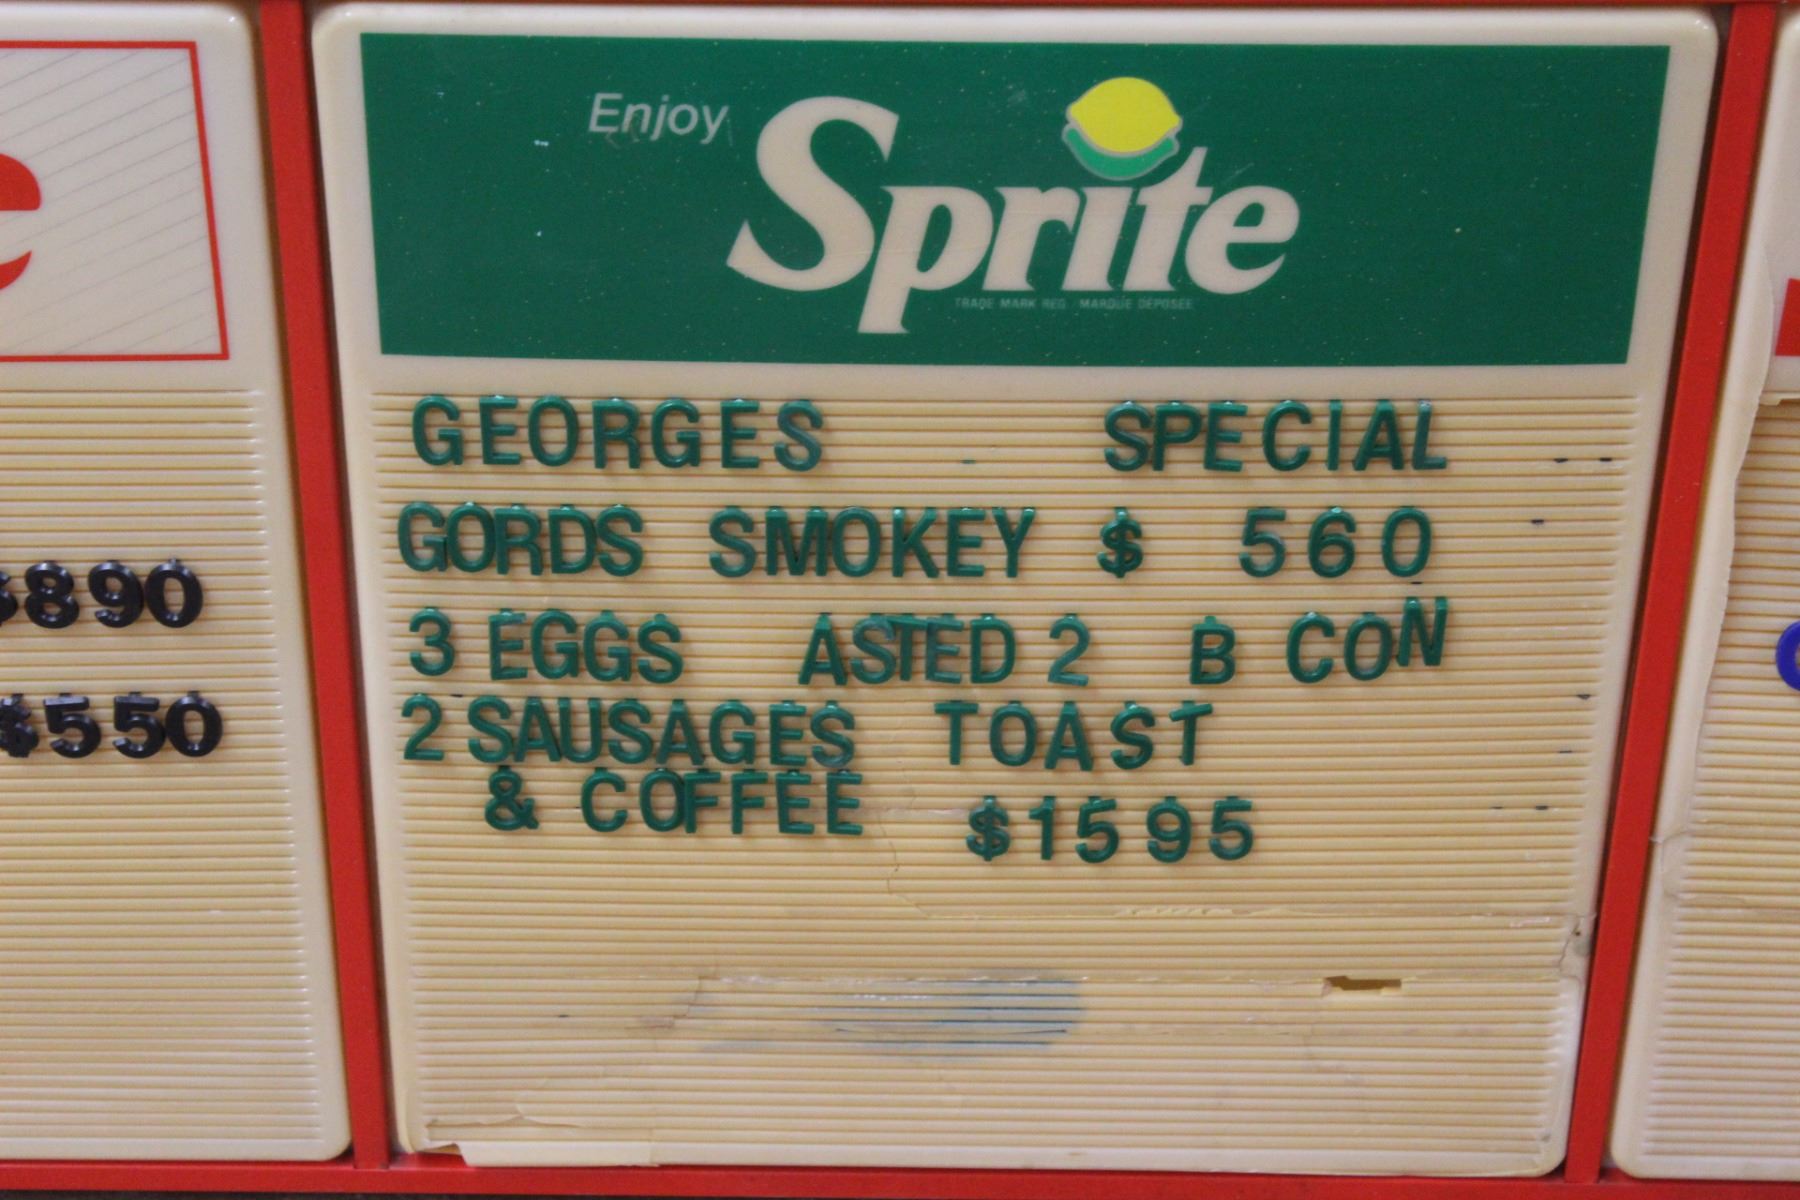 Enjoy
Sprite
TRADE MARK REG. MARQUE DÉPOSÉE
GEORGES SPECIAL
GORDS SMOKEY $ 560
3 EGGS ASTED 2 B CON
2 SAUSAGES TOAST
& COFFEE $1595
$890
$550